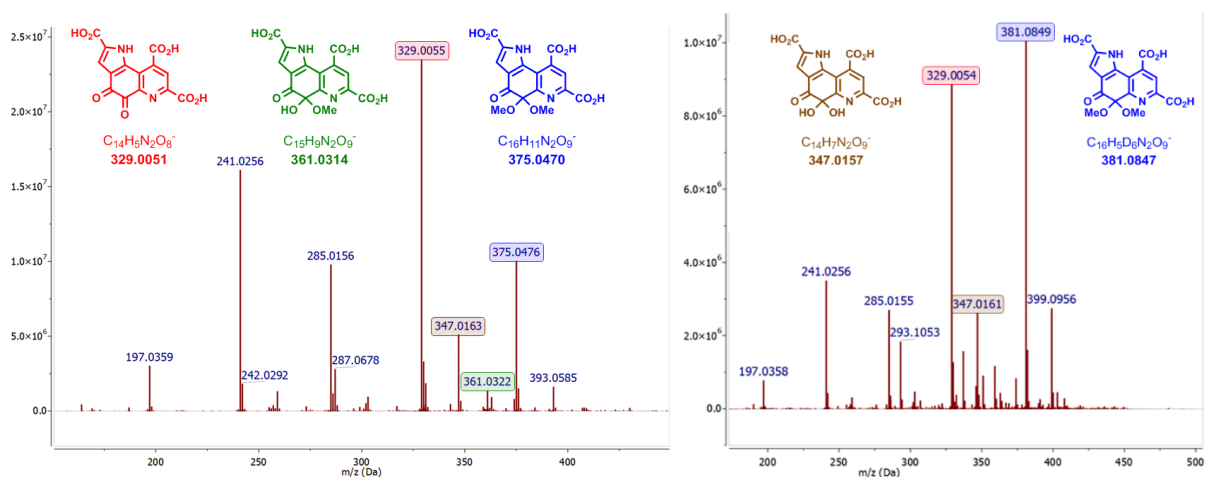 HO₂C
NH
CO₂H
CO₂H
N
O
O
C₁₄H₅N₂O₈⁻
329.0051
HO₂C
NH
CO₂H
CO₂H
N
O
HO OMe
C₁₅H₉N₂O₉⁻
361.0314
HO₂C
NH
CO₂H
CO₂H
N
MeO OMe
C₁₆H₁₁N₂O₉⁻
375.0470
2.5×10⁷
2.0×10⁷
1.5×10⁷
1.0×10⁷
5.0×10⁶
0.0
197.0359
241.0256
242.0292
285.0156
287.0678
329.0055
347.0163
361.0322
375.0476
393.0585
200 250 300 350 400
m/z (Da)
HO₂C
NH
CO₂H
CO₂H
N
O
HO OH
C₁₄H₇N₂O₉⁻
347.0157
HO₂C
NH
CO₂H
CO₂H
N
O
MeO OMe
C₁₆H₅D₆N₂O₉⁻
381.0847
1.0×10⁷
8.0×10⁶
6.0×10⁶
4.0×10⁶
2.0×10⁶
0.0
197.0358
241.0256
285.0155
293.1053
329.0054
347.0161
381.0849
399.0956
200 250 300 350 400 450 500
m/z (Da)